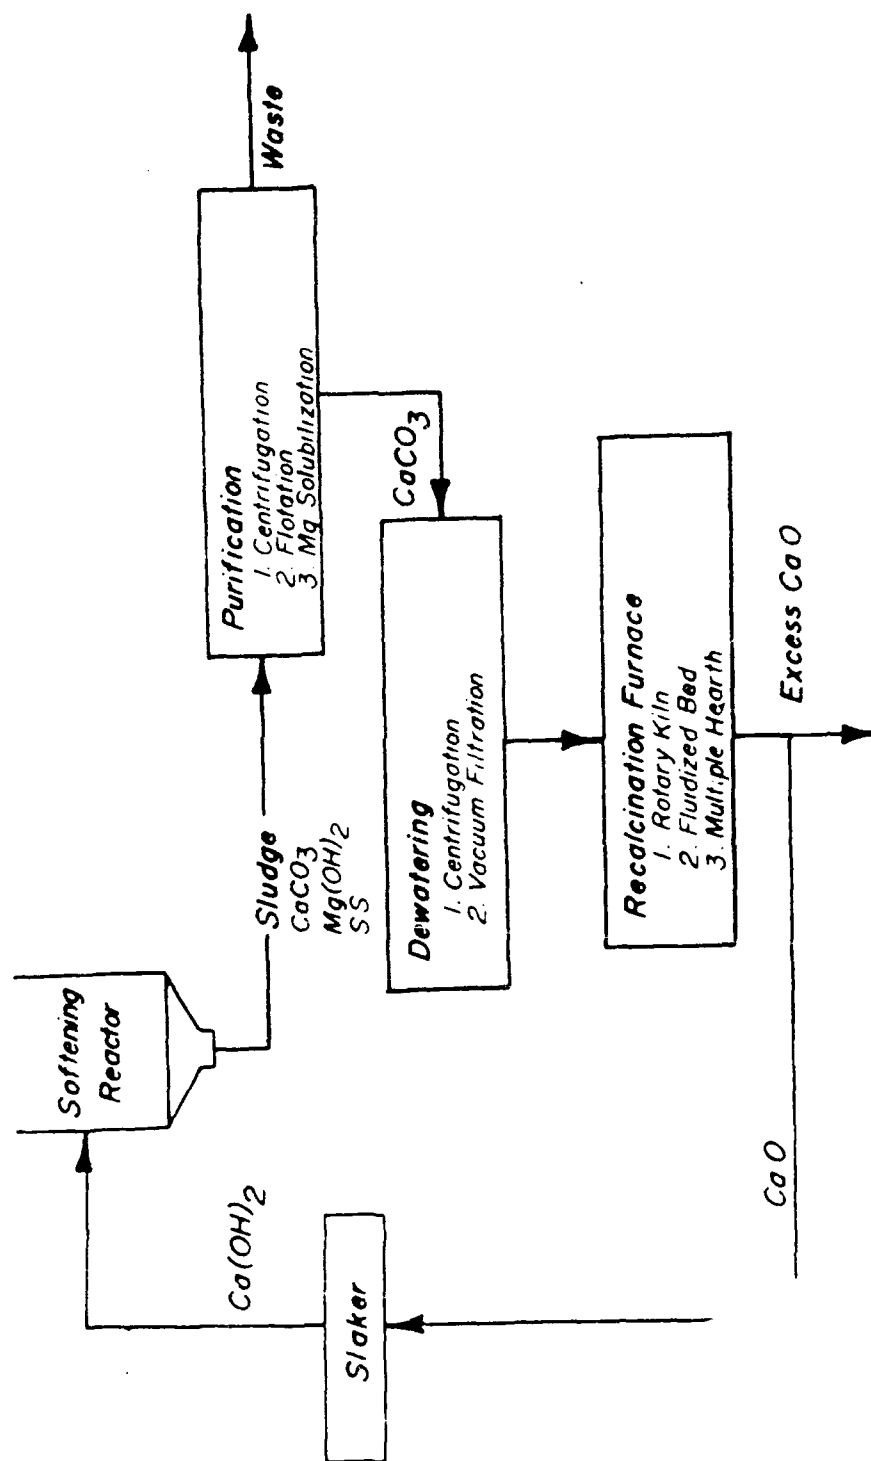 Softening
Reactor
Ca(OH)2
Slaker
Sludge
CaCO3
Mg(OH)2
SS
Purification
1. Centrifugation
2. Flotation
3. Mg Solubilization
Waste
CaCO3
Dewatering
1. Centrifugation
2. Vacuum Filtration
Recalcination Furnace
1. Rotary Kiln
2. Fluidized Bed
3. Multiple Hearth
CaO
Excess CaO